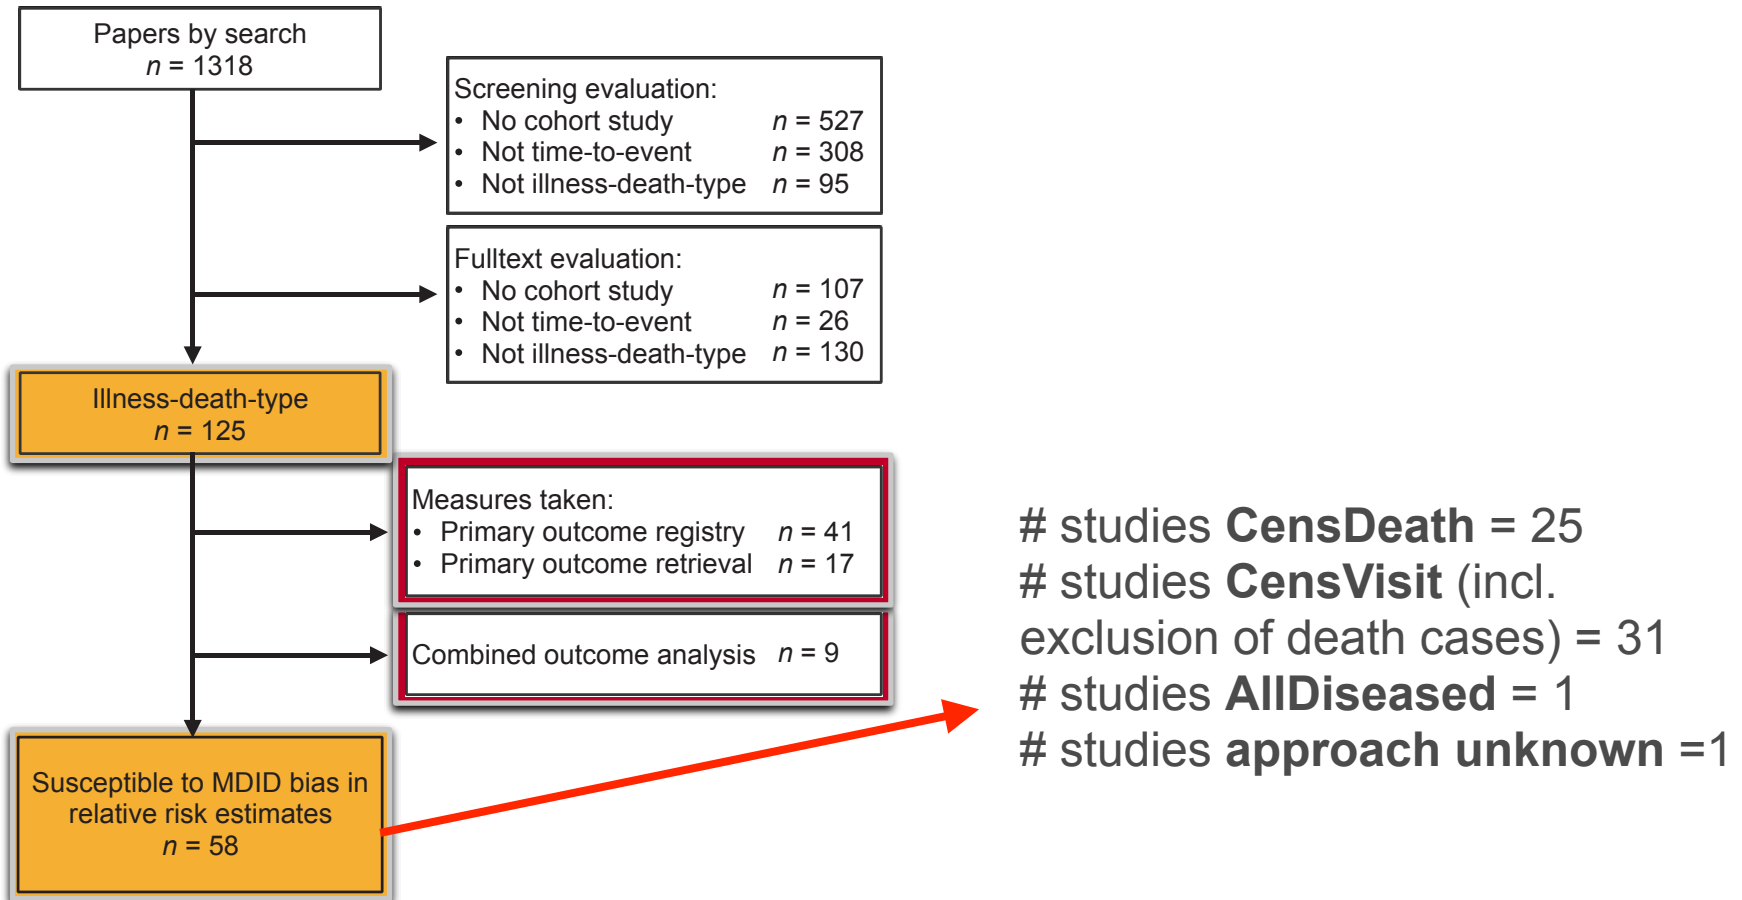 Papers by search
n = 1318
Screening evaluation:
• No cohort study n = 527
• Not time-to-event n = 308
• Not illness-death-type n = 95
Fulltext evaluation:
• No cohort study n = 107
• Not time-to-event n = 26
• Not illness-death-type n = 130
Illness-death-type
n = 125
Measures taken:
• Primary outcome registry n = 41
• Primary outcome retrieval n = 17
Combined outcome analysis n = 9
Susceptible to MDID bias in
relative risk estimates
n = 58
# studies CensDeath = 25
# studies CensVisit (incl.
exclusion of death cases) = 31
# studies AllDiseased = 1
# studies approach unknown =1